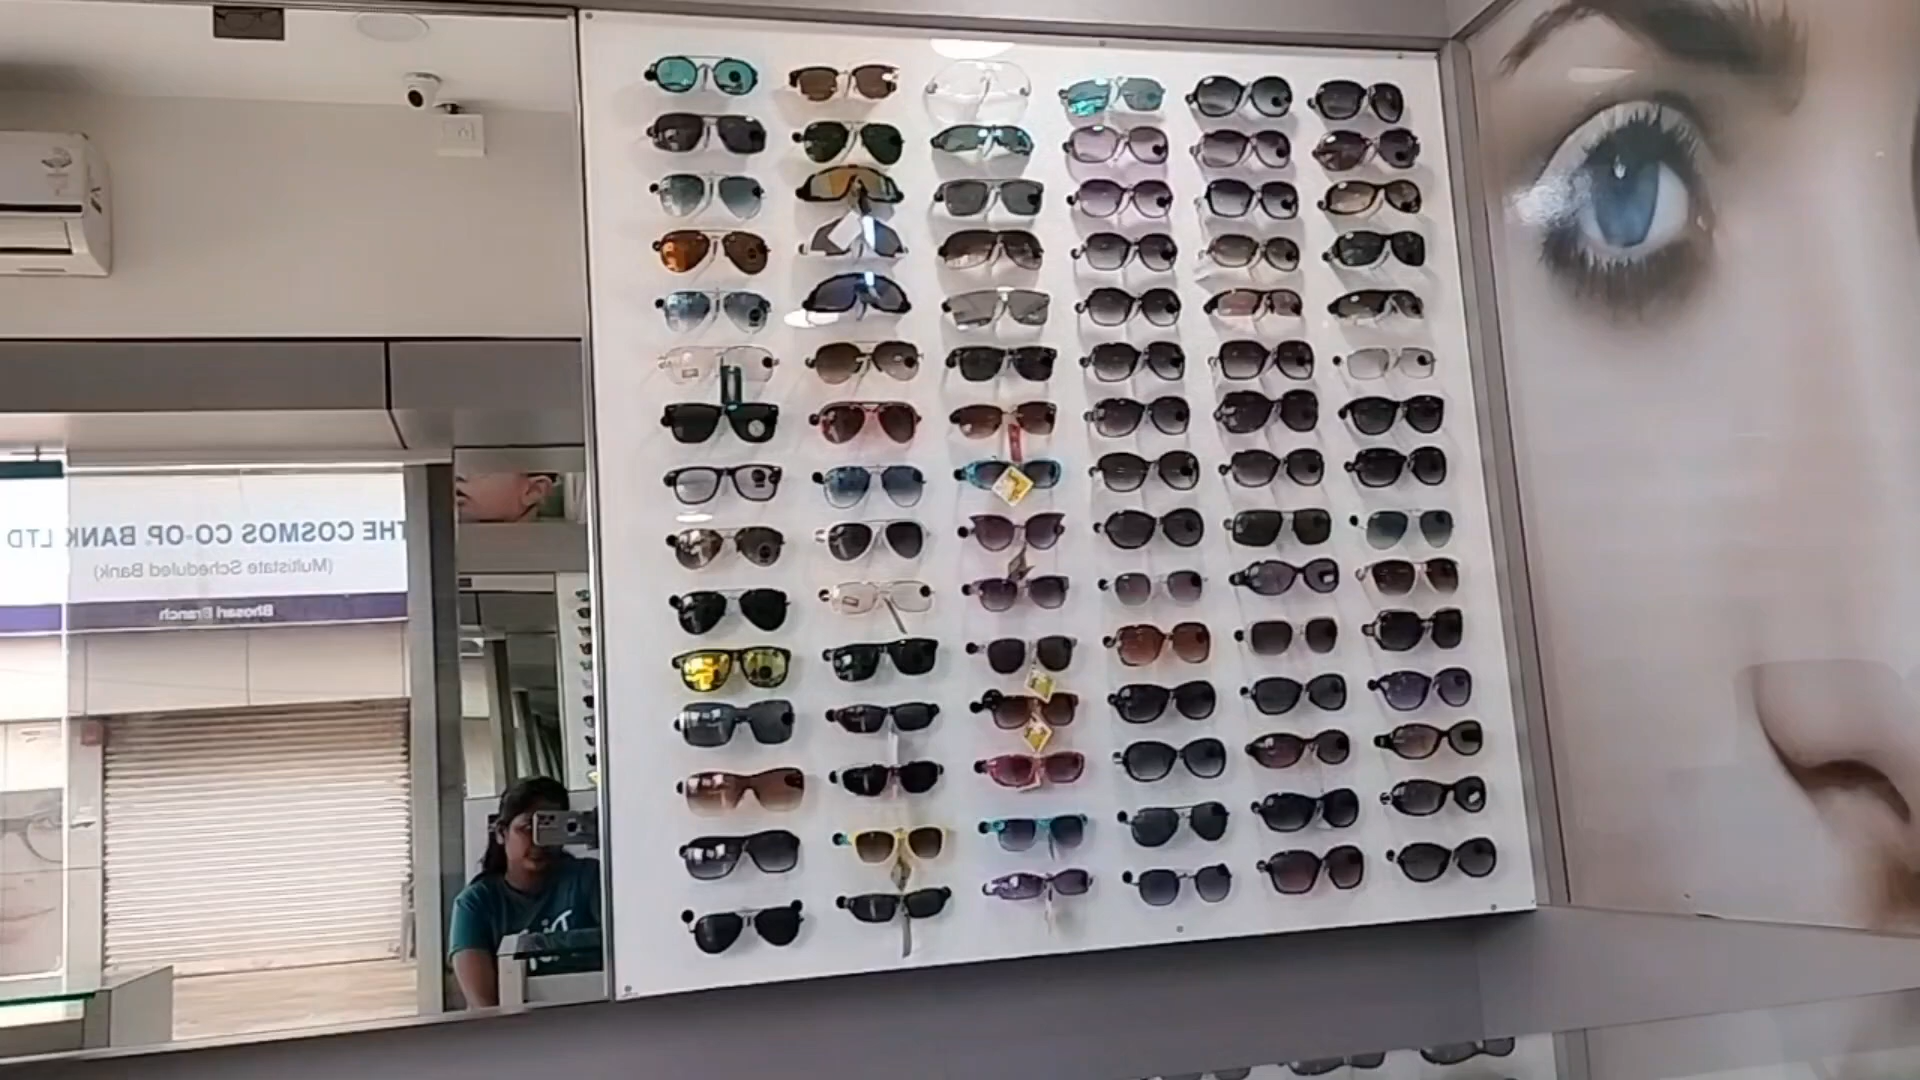 THE COSMOS CO-OP. BANK LTD
(Multistate Scheduled Bank)
Bhosari Branch